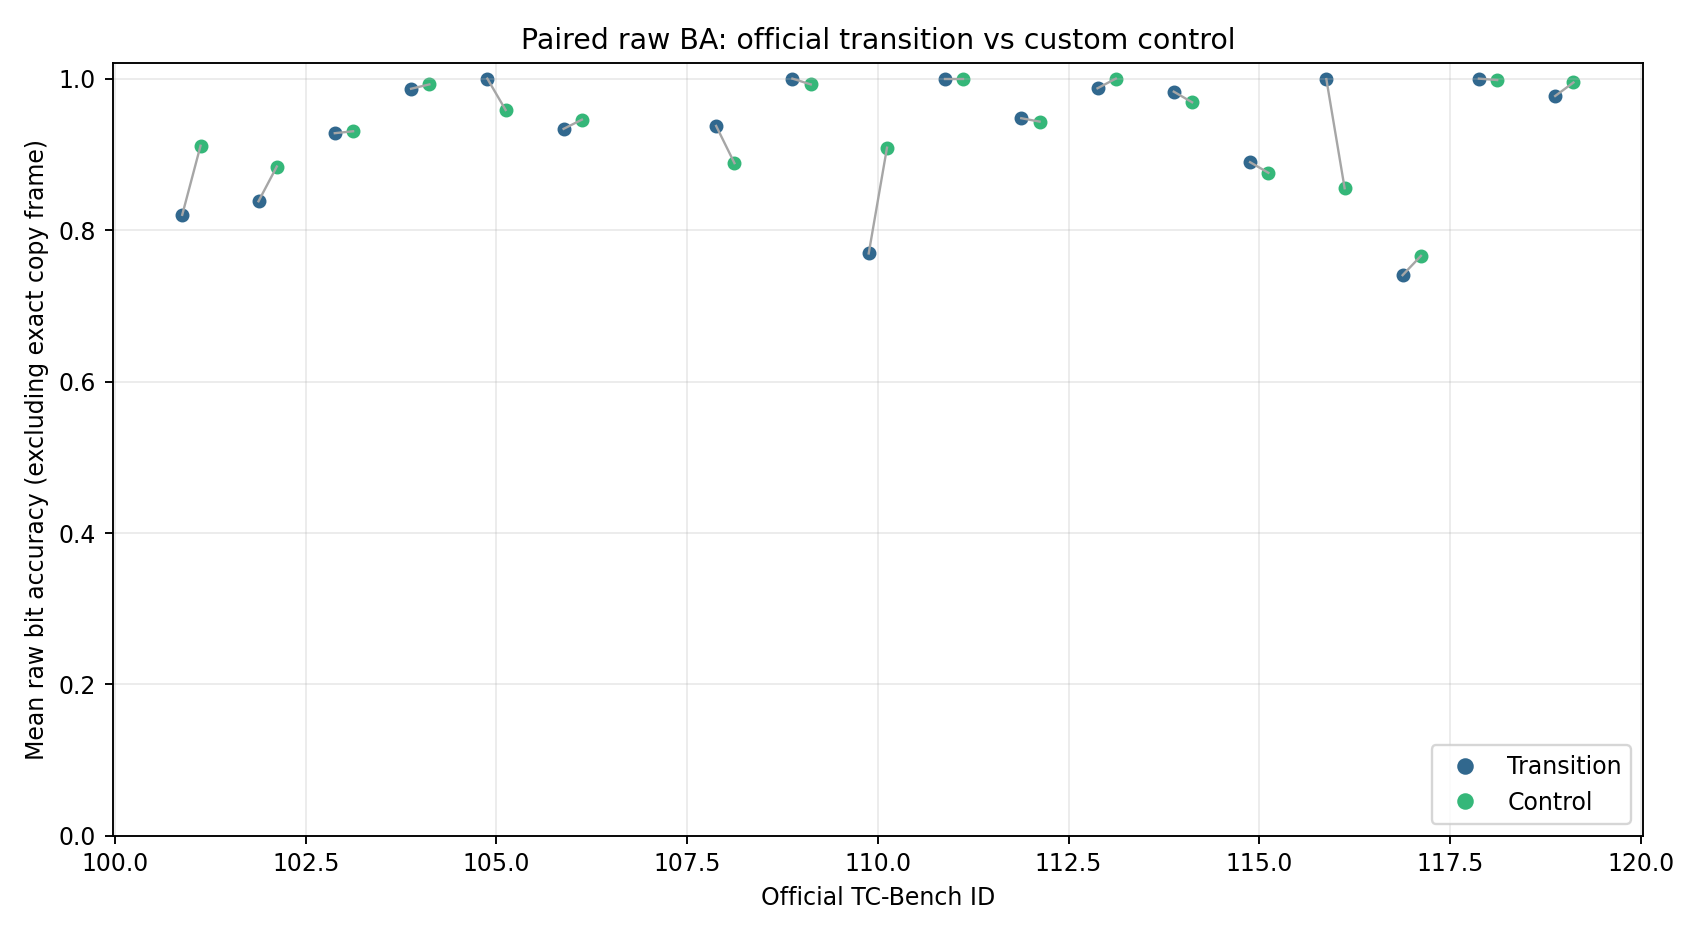 Paired raw BA: official transition vs custom control
Mean raw bit accuracy (excluding exact copy frame)
1.0
0.8
0.6
0.4
0.2
0.0
Transition
Control
100.0 102.5 105.0 107.5 110.0 112.5 115.0 117.5 120.0
Official TC-Bench ID